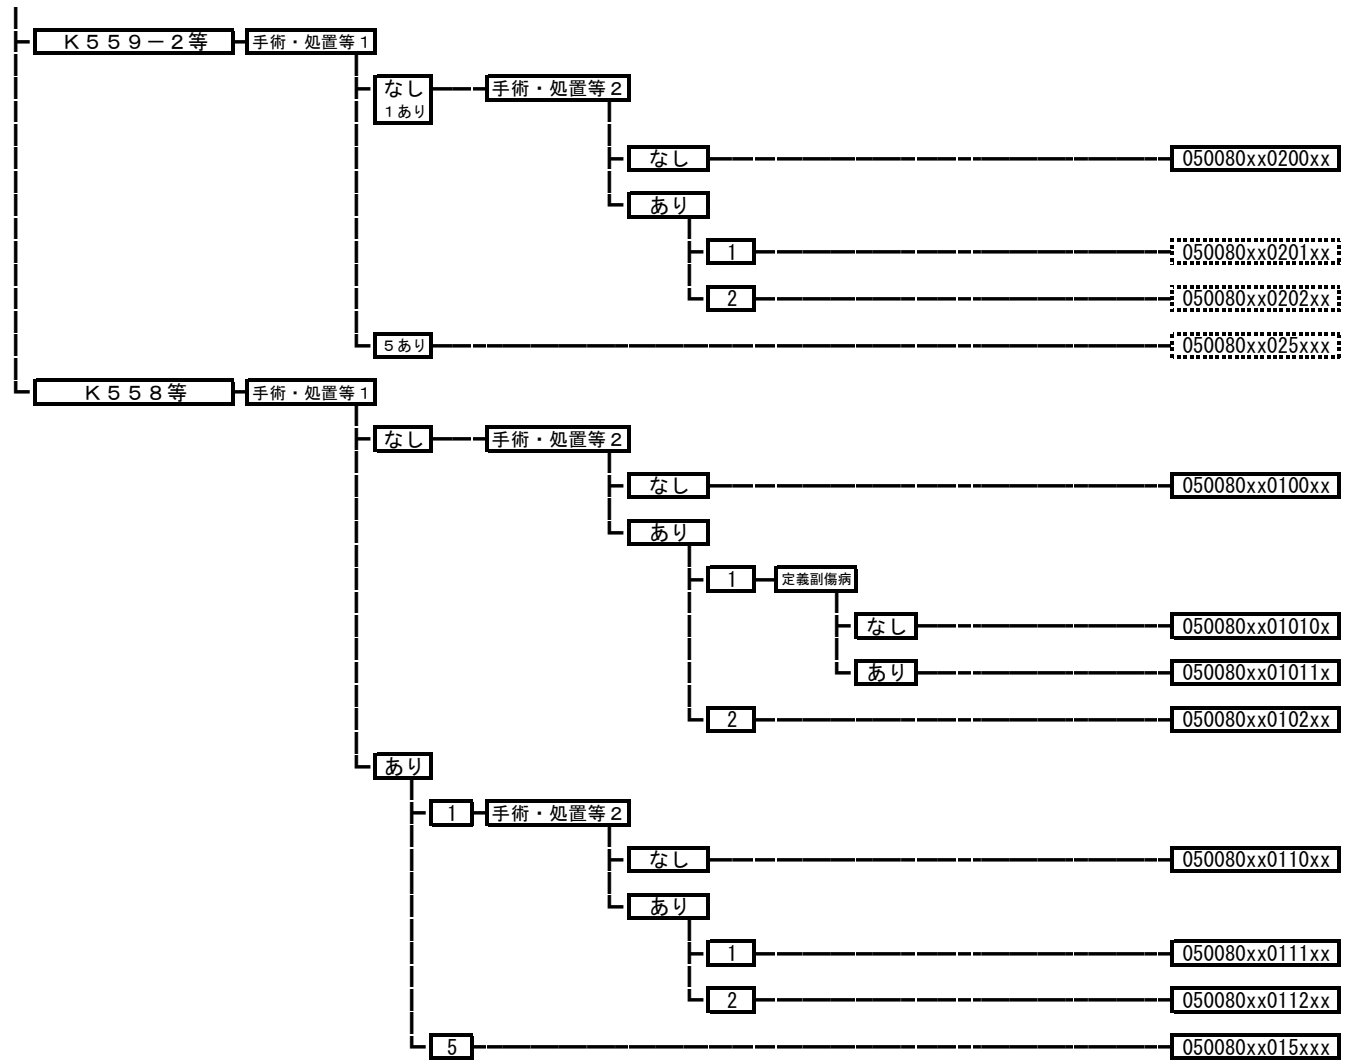 K559-2等 手術・処置等1
なし 手術・処置等2
1あり
なし 050080xx0200xx
あり
1 050080xx0201xx
2 050080xx0202xx
5あり 050080xx025xxx
K558等 手術・処置等1
なし 手術・処置等2
なし 050080xx0100xx
あり
1 定義副傷病
なし 050080xx01010x
あり 050080xx01011x
2 050080xx0102xx
あり
1 手術・処置等2
なし 050080xx0110xx
あり
1 050080xx0111xx
2 050080xx0112xx
5 050080xx015xxx